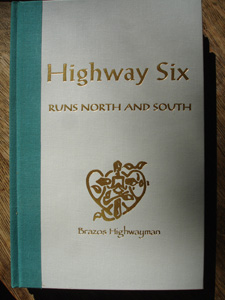 Highway Six
RUNS NORTH AND SOUTH
Brazos Highwayman